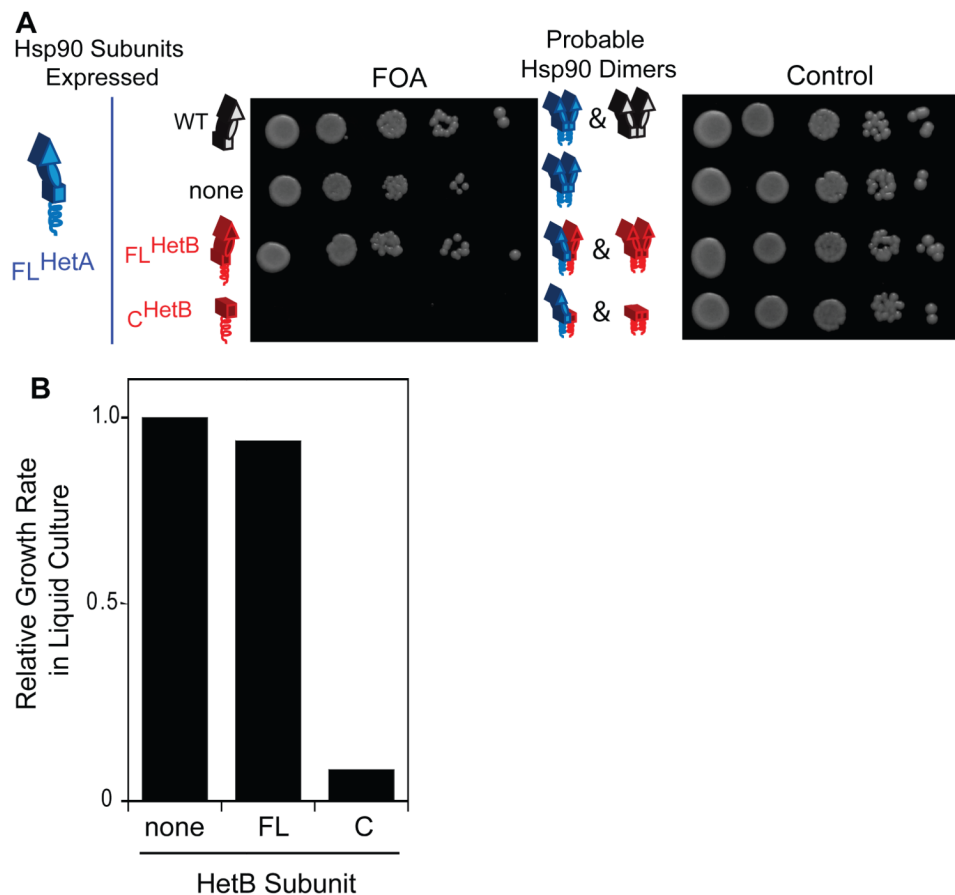 A
Hsp90 Subunits
Expressed
FOA
Probable
Hsp90 Dimers
Control
WT
&
none
FL^HetA
FL^HetB
&
C^HetB
&
B
Relative Growth Rate
in Liquid Culture
1.0
0.5
0
none FL C
HetB Subunit